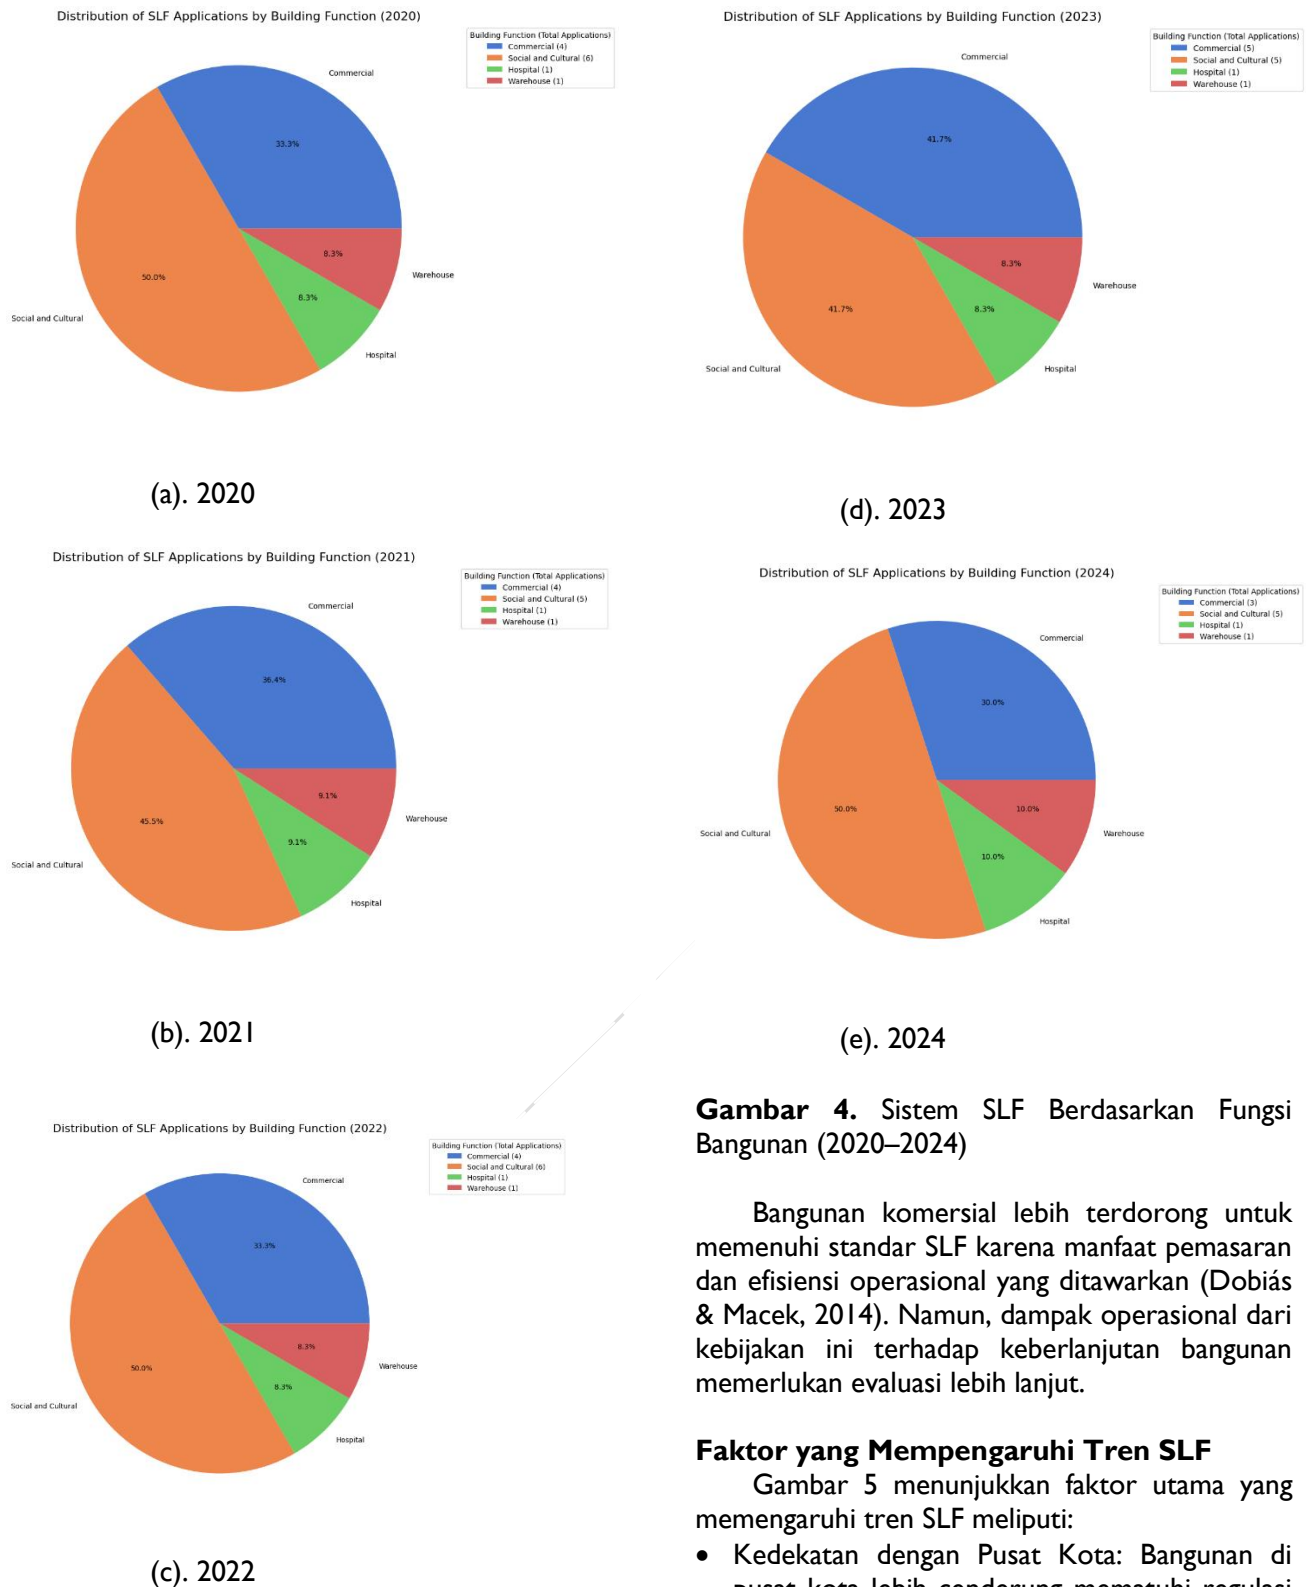 Distribution of SLF Applications by Building Function (2020)
Building Function (Total Applications)
Commercial (4)
Social and Cultural (6)
Hospital (1)
Warehouse (1)
Commercial
33.3%
50.0%
8.3%
8.3%
Warehouse
Social and Cultural
Hospital
(a). 2020
Distribution of SLF Applications by Building Function (2021)
Building Function (Total Applications)
Commercial (4)
Social and Cultural (5)
Hospital (1)
Warehouse (1)
Commercial
36.4%
45.5%
9.1%
9.1%
Warehouse
Social and Cultural
Hospital
(b). 2021
Distribution of SLF Applications by Building Function (2022)
Building Function (Total Applications)
Commercial (4)
Social and Cultural (6)
Hospital (1)
Warehouse (1)
Commercial
33.3%
50.0%
8.3%
8.3%
Warehouse
Social and Cultural
Hospital
(c). 2022
Distribution of SLF Applications by Building Function (2023)
Building Function (Total Applications)
Commercial (5)
Social and Cultural (5)
Hospital (1)
Warehouse (1)
Commercial
41.7%
41.7%
8.3%
8.3%
Warehouse
Social and Cultural
Hospital
(d). 2023
Distribution of SLF Applications by Building Function (2024)
Building Function (Total Applications)
Commercial (3)
Social and Cultural (5)
Hospital (1)
Warehouse (1)
Commercial
30.0%
50.0%
10.0%
10.0%
Warehouse
Social and Cultural
Hospital
(e). 2024
Gambar 4. Sistem SLF Berdasarkan Fungsi
Bangunan (2020–2024)
Bangunan komersial lebih terdorong untuk
memenuhi standar SLF karena manfaat pemasaran
dan efisiensi operasional yang ditawarkan (Dobiás
& Macek, 2014). Namun, dampak operasional dari
kebijakan ini terhadap keberlanjutan bangunan
memerlukan evaluasi lebih lanjut.
Faktor yang Mempengaruhi Tren SLF
Gambar 5 menunjukkan faktor utama yang
memengaruhi tren SLF meliputi:
• Kedekatan dengan Pusat Kota: Bangunan di
pusat kota lebih cenderung mematuhi regulasi